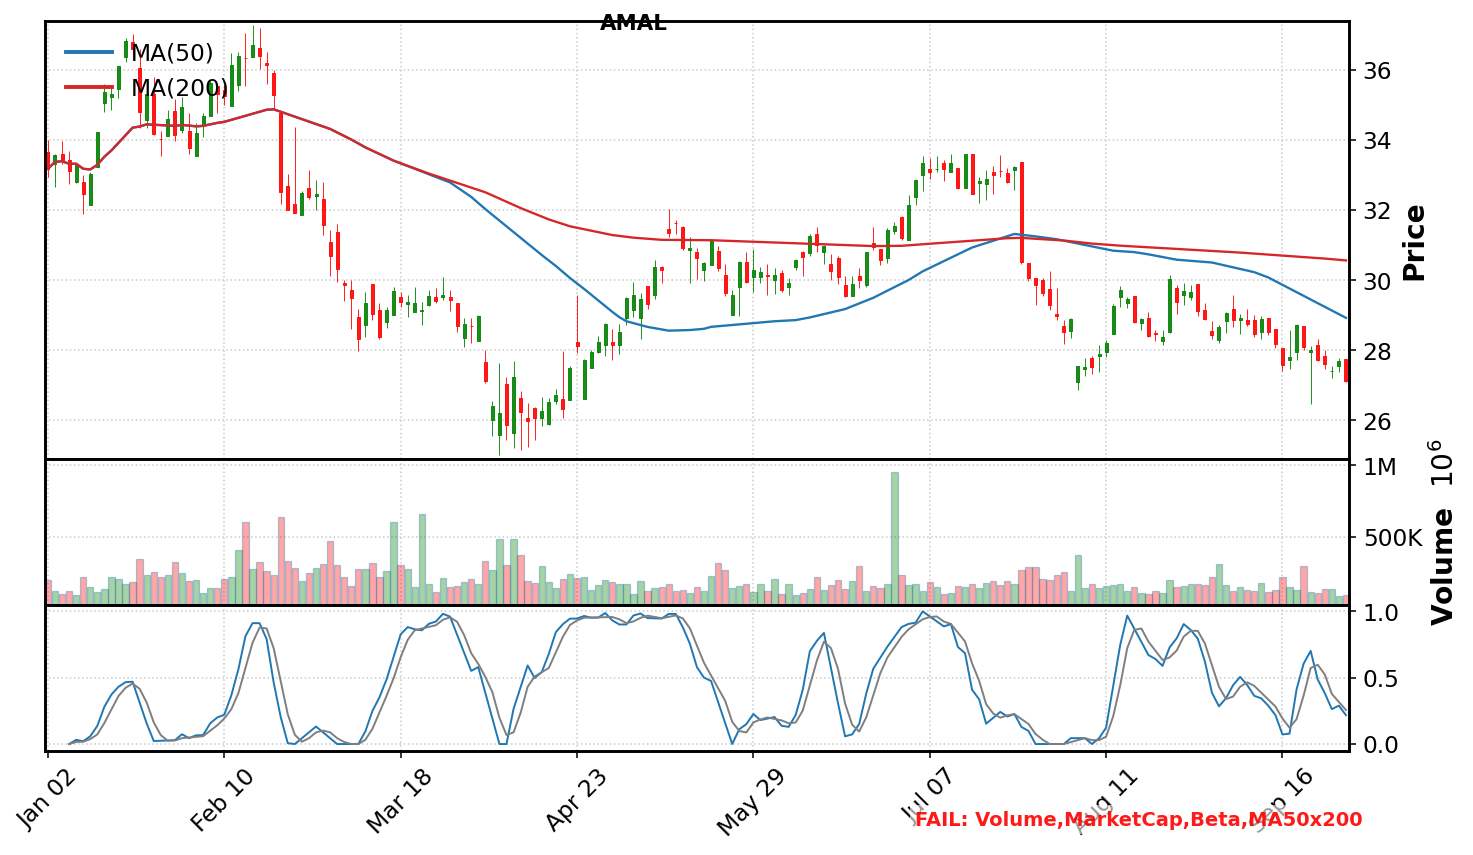 AMAL
MA(50)
MA(200)
36
34
32
30
28
26
Price
1M
500K
Volume 10^6
1.0
0.5
0.0
Jan 02
Feb 10
Mar 18
Apr 23
May 29
Jul 07
Aug 11
Sep 16
FAIL: Volume,MarketCap,Beta,MA50x200